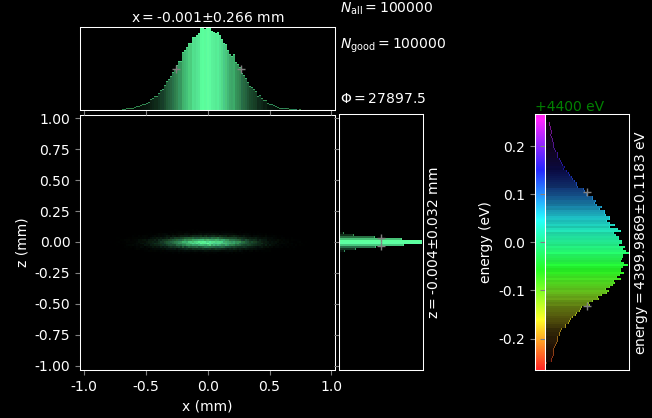 x = -0.001±0.266 mm
N_all = 100000
N_good = 100000
Φ = 27897.5
+4400 eV
1.00
0.75
0.50
0.25
0.00
-0.25
-0.50
-0.75
-1.00
z (mm)
-1.0 -0.5 0.0 0.5 1.0
x (mm)
z = -0.004±0.032 mm
0.2
0.1
0.0
-0.1
-0.2
energy (eV)
energy = 4399.9869±0.1183 eV